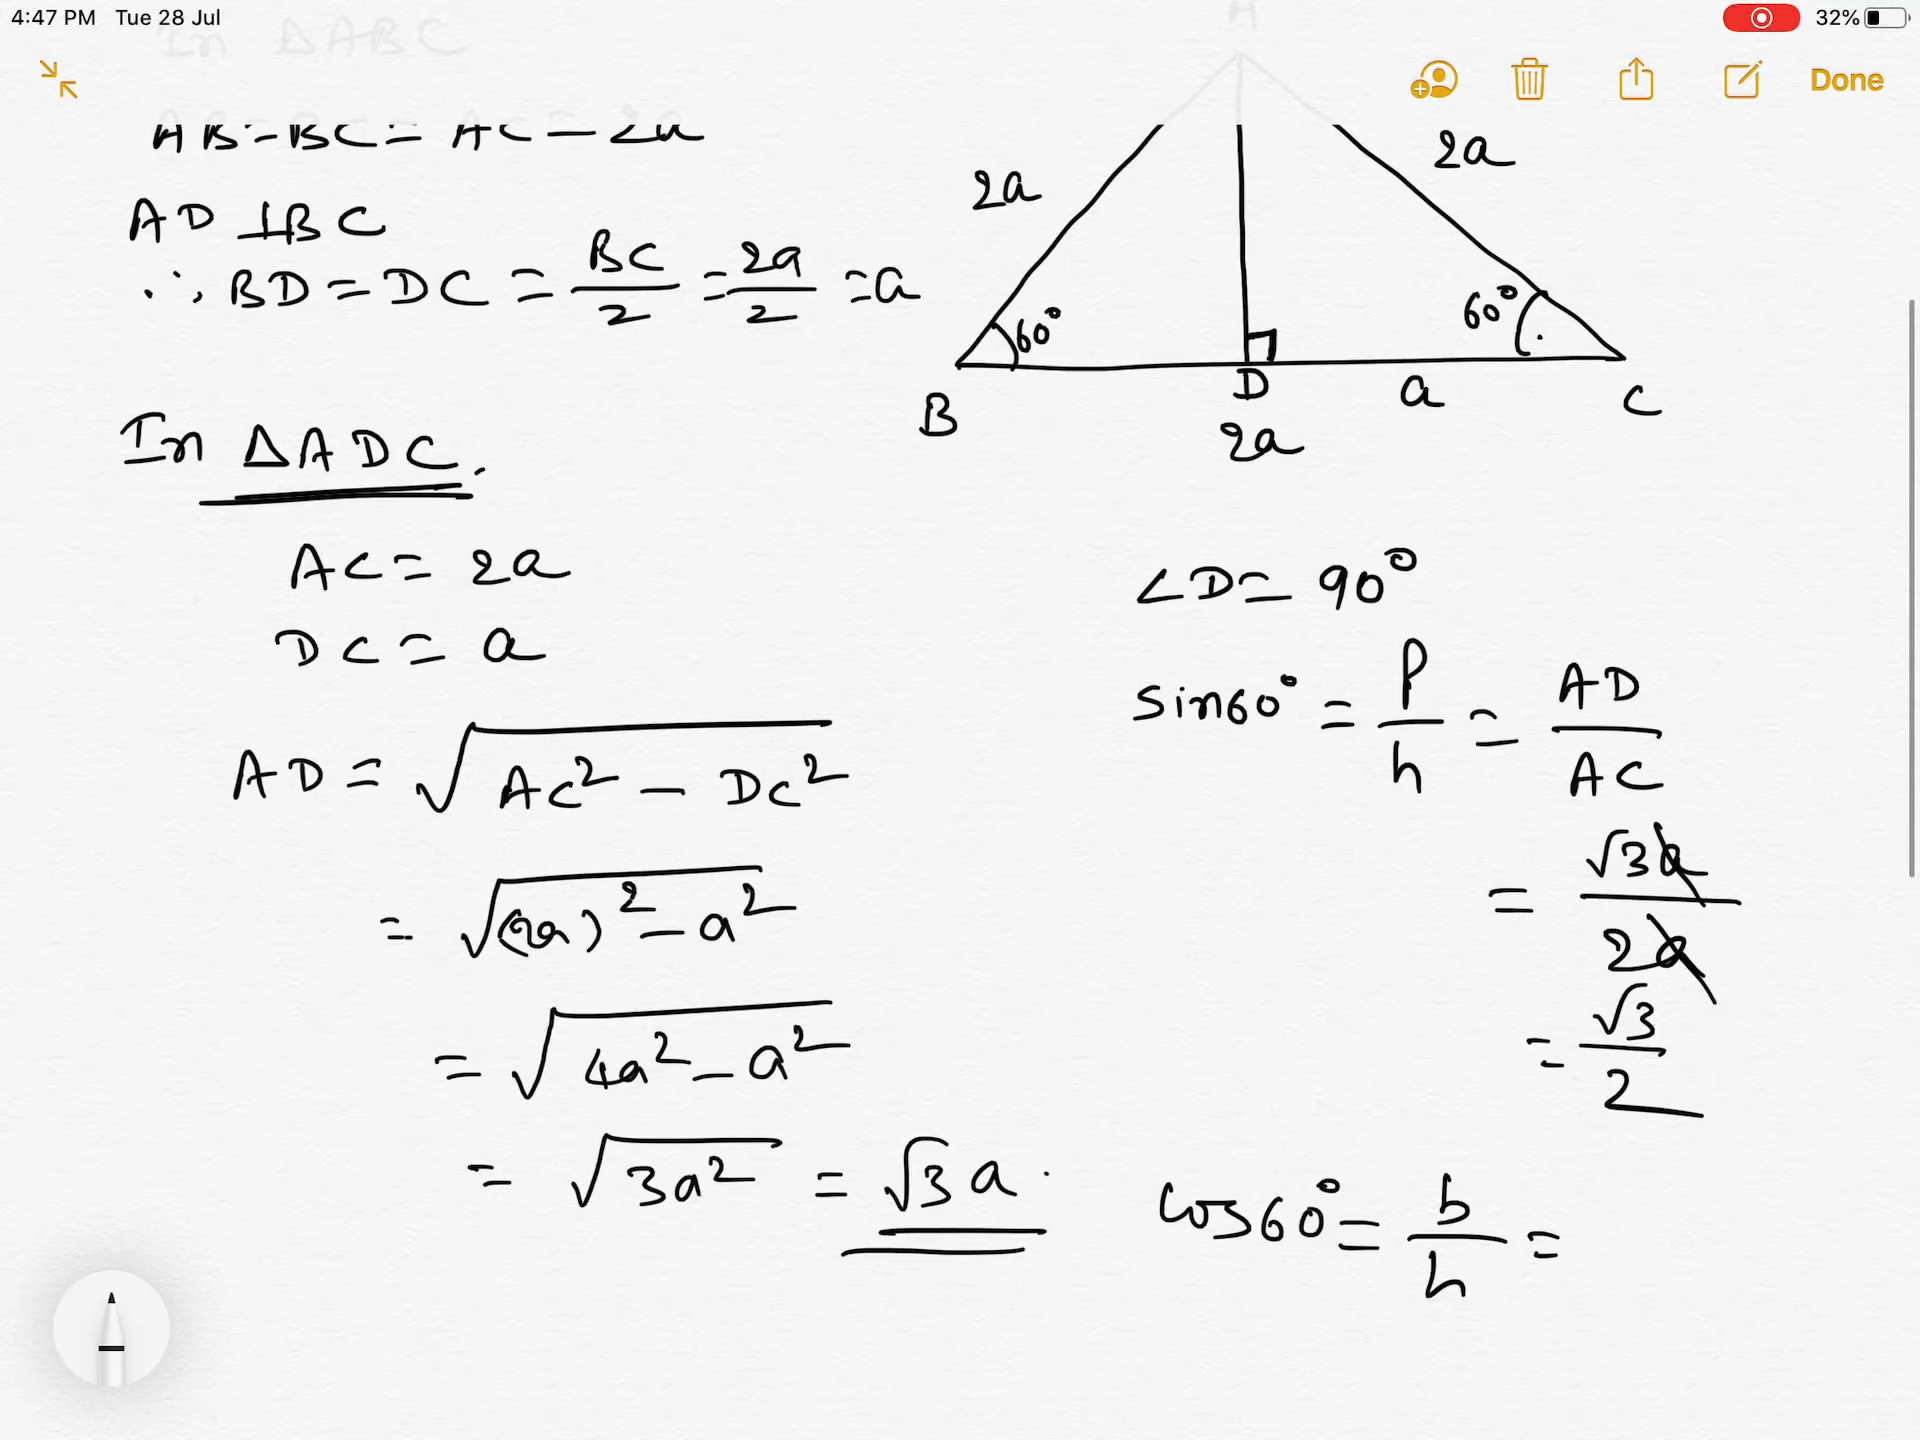 4:47 PM Tue 28 Jul
32%
In ΔABC
A
Done
AB = BC = AC = 2a
2a
2a
AD ⊥ BC
∴ BD = DC = BC/2 = 2a/2 = a
60°
60°
B
D
a
C
2a
In ΔADC.
AC = 2a
DC = a
AD = √(AC² - DC²)
= √((2a)² - a²)
= √(4a² - a²)
= √(3a²) = √3 a.
∠D = 90°
sin60° = p/h = AD/AC
= √3a/2a
= √3/2
cos60° = b/h =